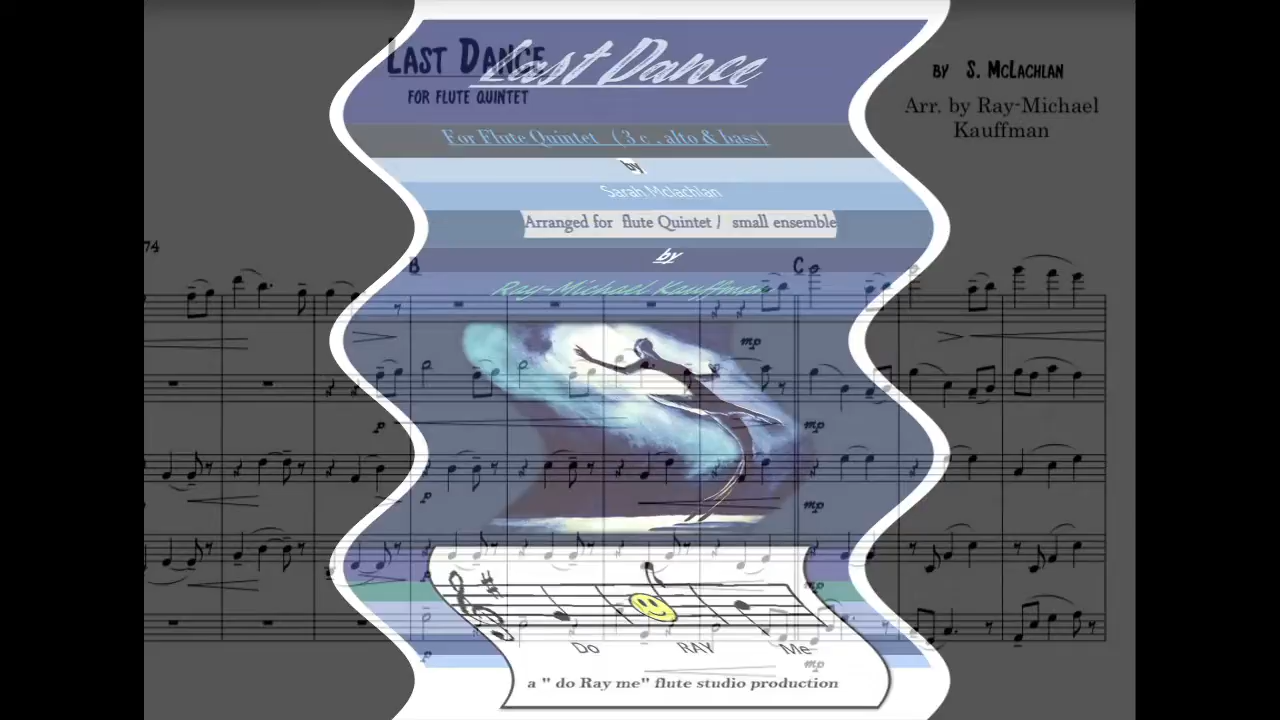 LAST DANCE
FOR FLUTE QUINTET
Last Dance
BY S. MCLACHLAN
Arr. by Ray-Michael
Kauffman
For Flute Quintet ( 3 c , alto & bass)
by
Sarah Mclachlan
Arranged for flute Quintet / small ensemble
by
Ray-Michael Kauffman
74
B
C
mp
p
mp
p
mp
mp
p
mp
Do RAY Me
a " do Ray me" flute studio production